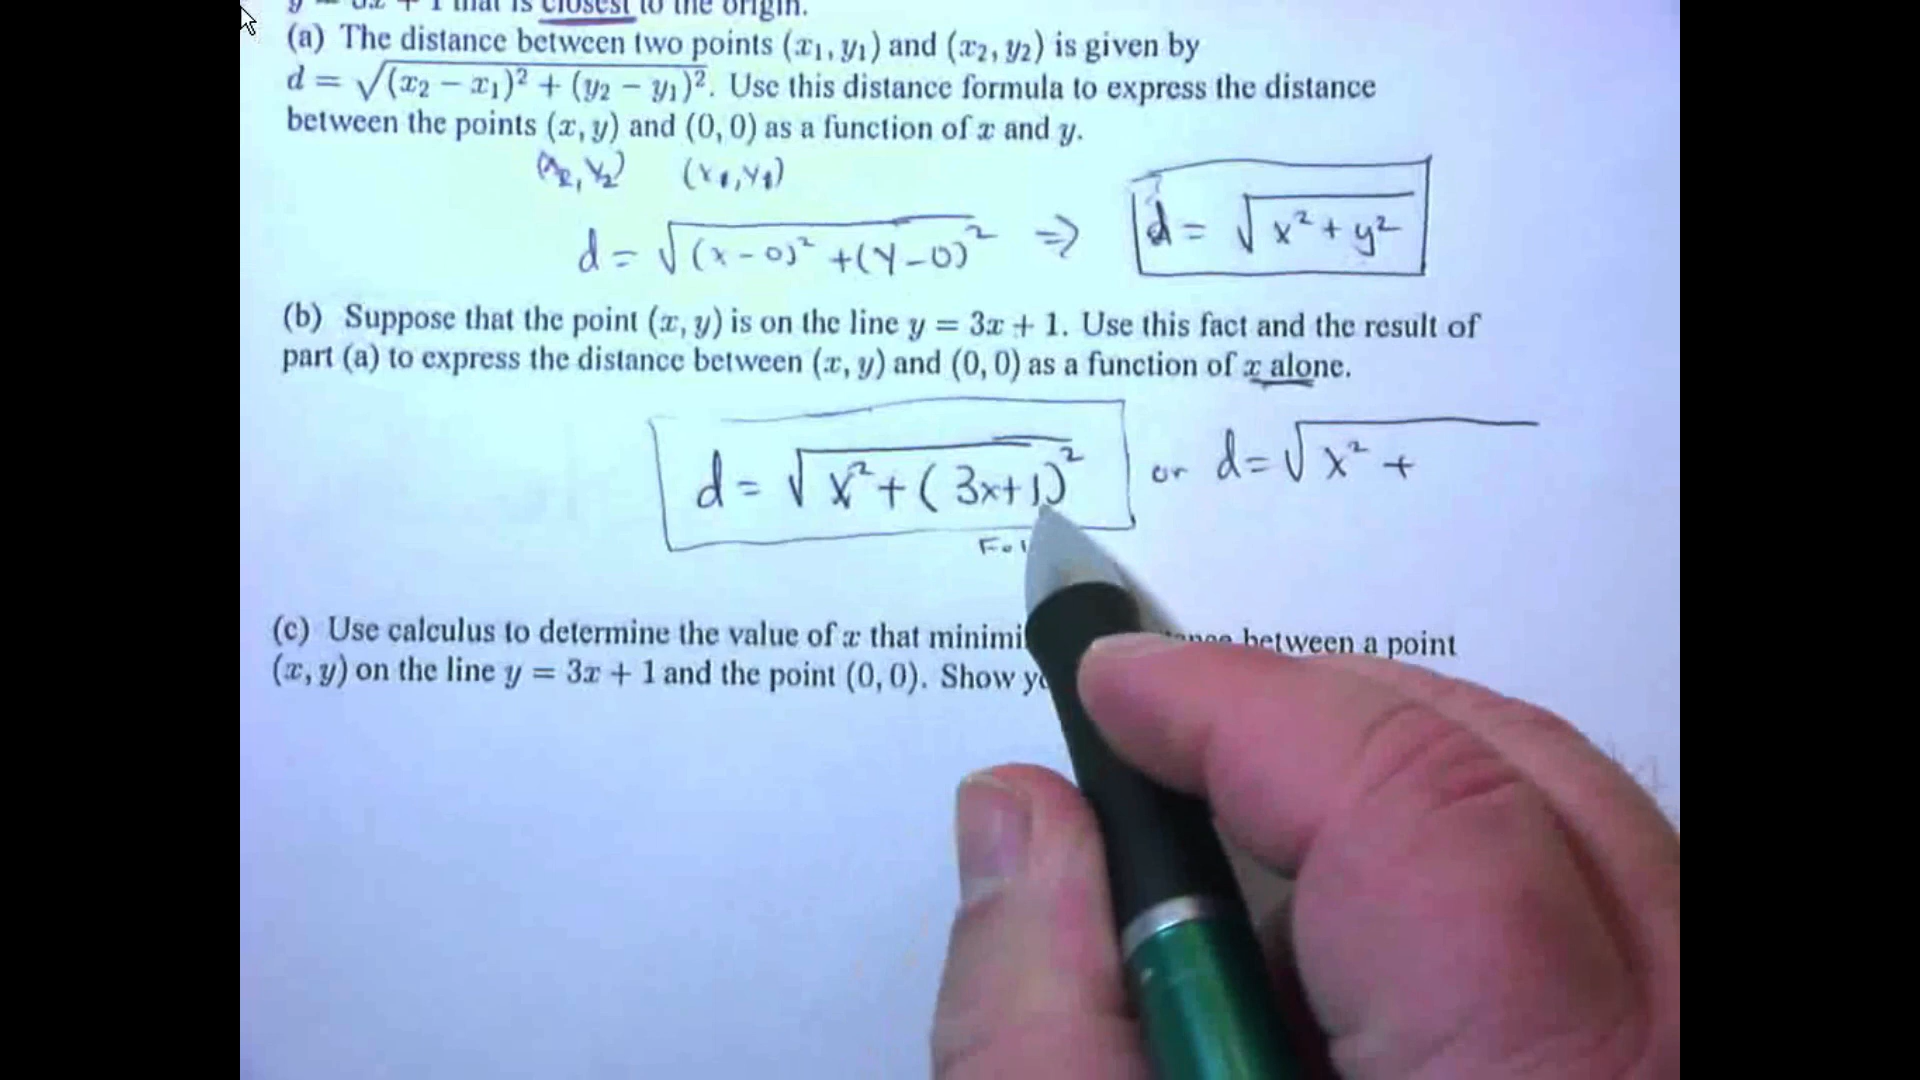 y = 3x + 1 that is closest to the origin.
(a) The distance between two points (x₁, y₁) and (x₂, y₂) is given by
d = √(x₂ − x₁)² + (y₂ − y₁)². Use this distance formula to express the distance
between the points (x, y) and (0, 0) as a function of x and y.
(x₂, y₂) (x₁, y₁)
d = √(x − 0)² + (y − 0)² ⇒ d = √x² + y²
(b) Suppose that the point (x, y) is on the line y = 3x + 1. Use this fact and the result of
part (a) to express the distance between (x, y) and (0, 0) as a function of x alone.
d = √x² + (3x+1)² or d = √x² +
(c) Use calculus to determine the value of x that between a point
(x, y) on the line y = 3x + 1 and the point (0, 0). Show